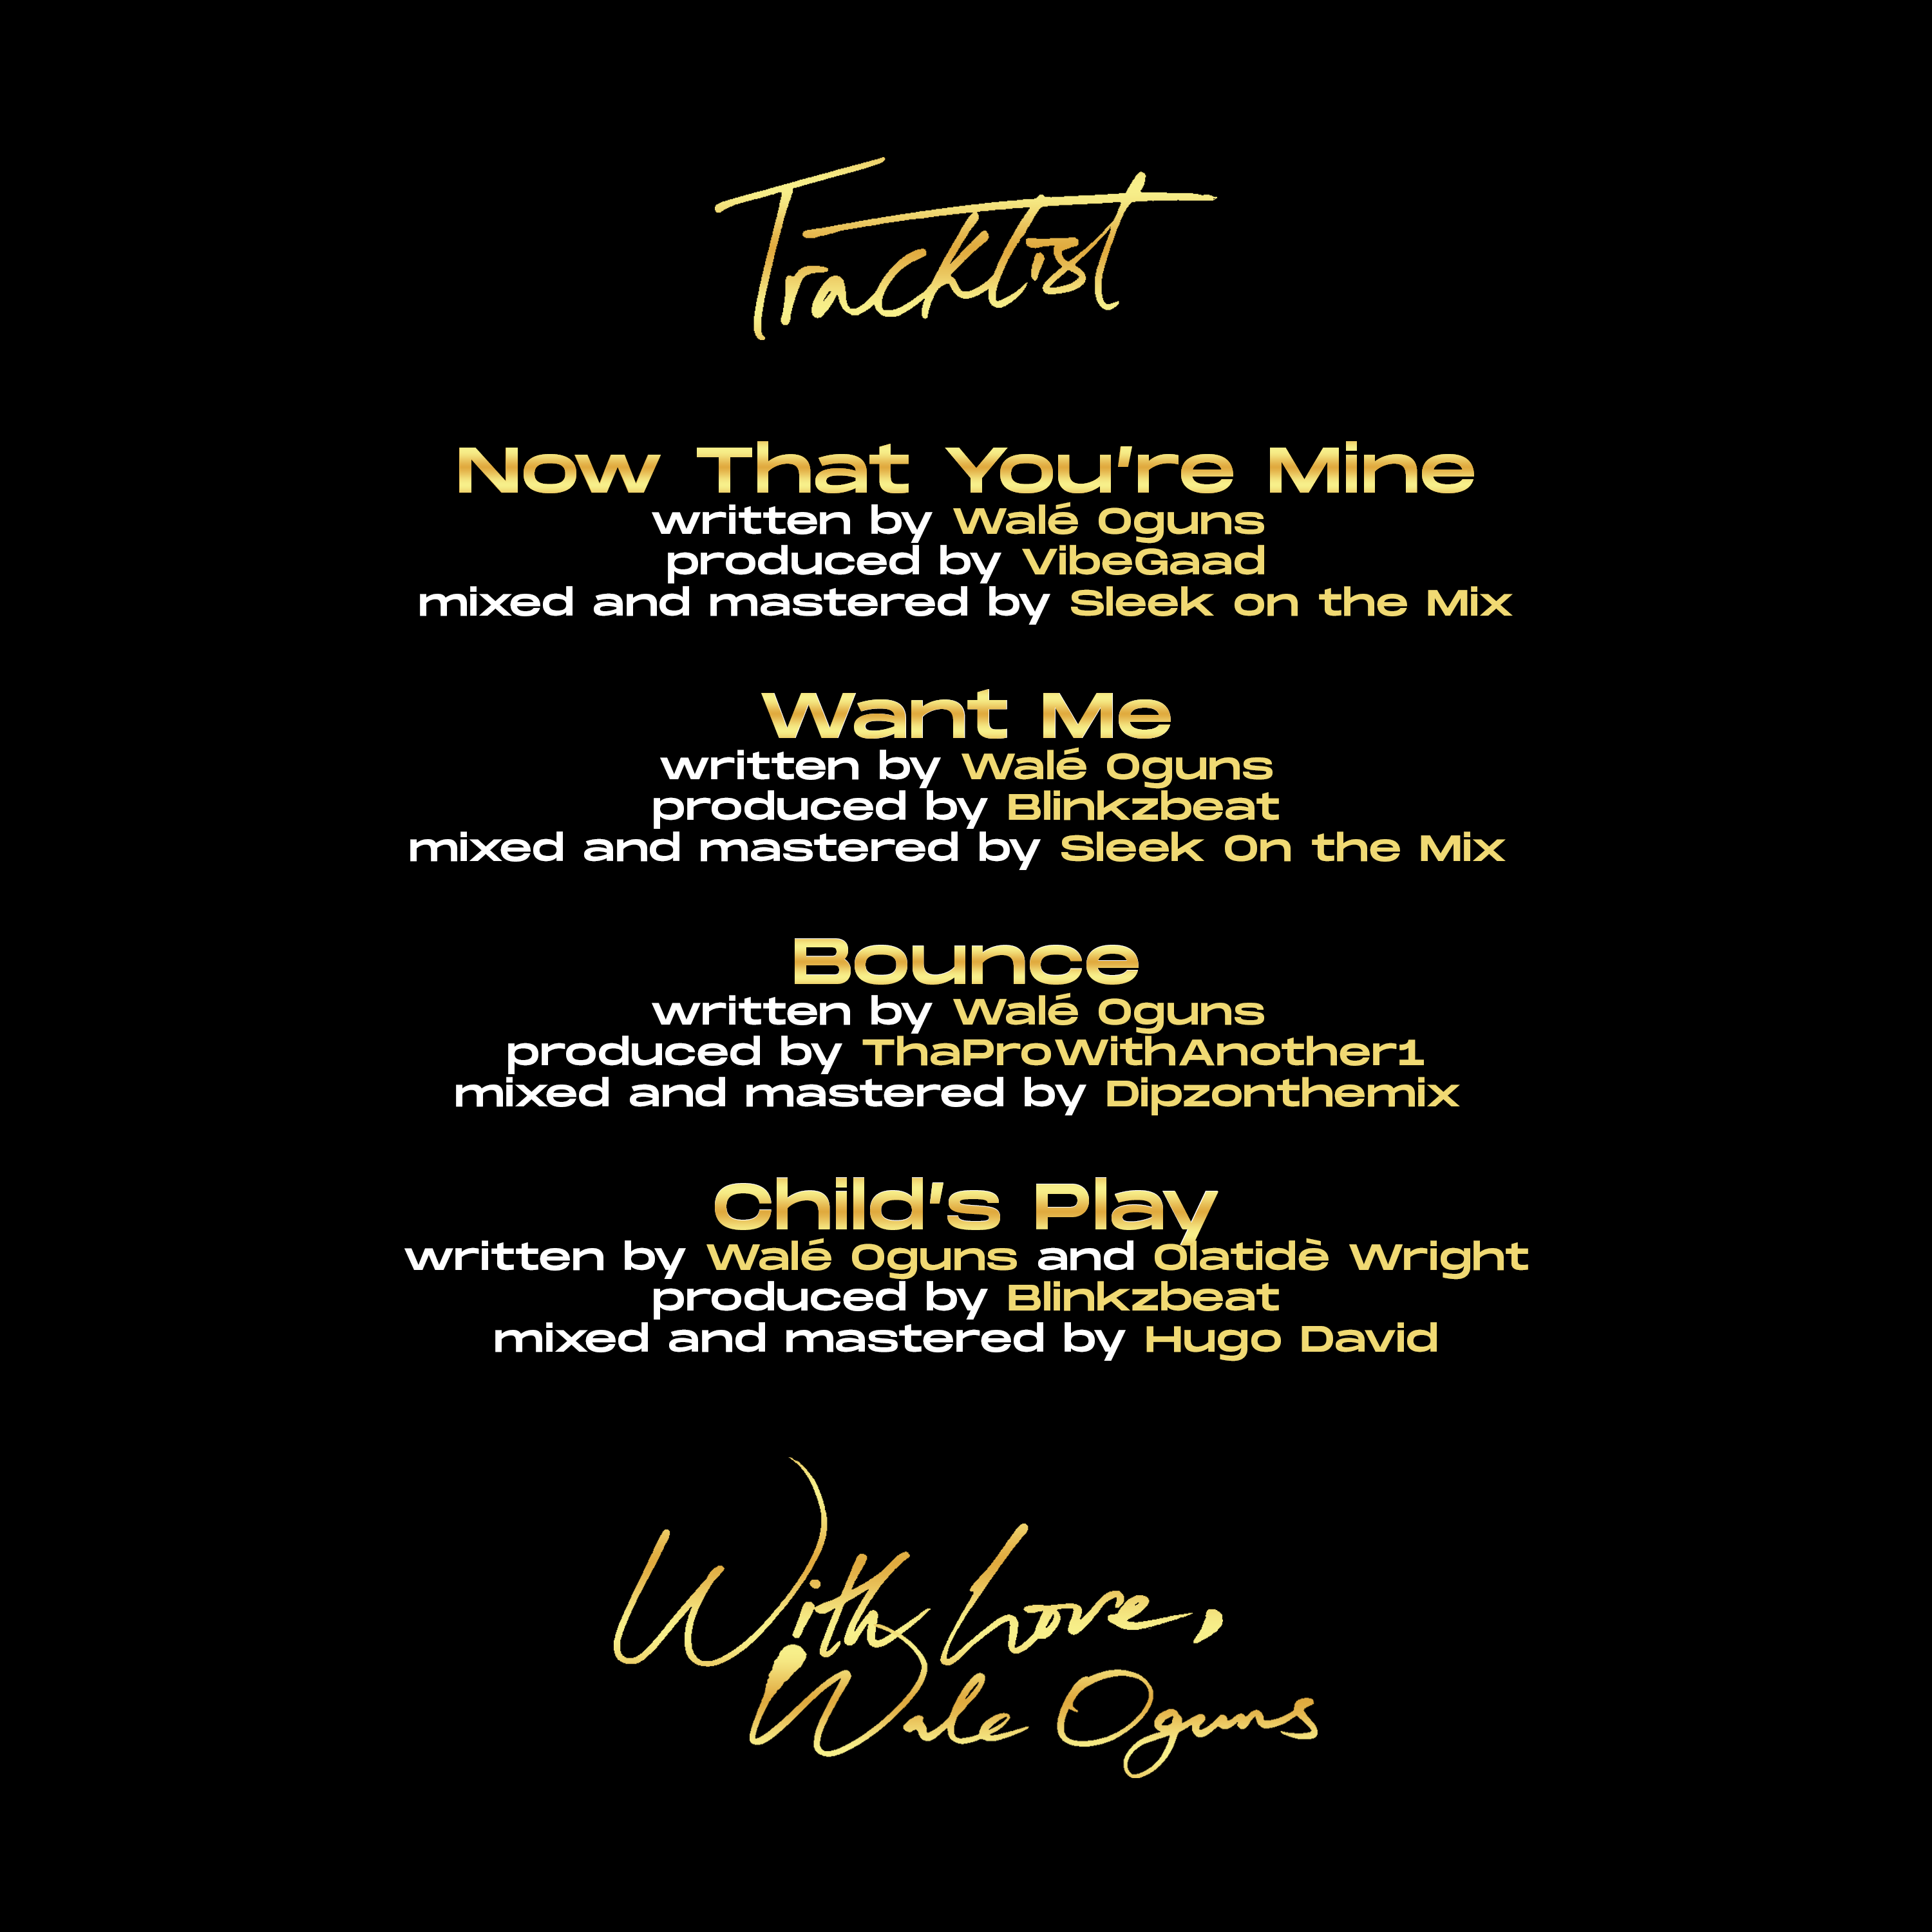 Tracklist
Now That You're Mine
written by Walé Oguns
produced by VibeGaad
mixed and mastered by Sleek on the Mix
Want Me
written by Walé Oguns
produced by Blinkzbeat
mixed and mastered by Sleek On the Mix
Bounce
written by Walé Oguns
produced by ThaProWithAnother1
mixed and mastered by Dipzonthemix
Child's Play
written by Walé Oguns and Olatidè Wright
produced by Blinkzbeat
mixed and mastered by Hugo David
With Love,
Wale Oguns